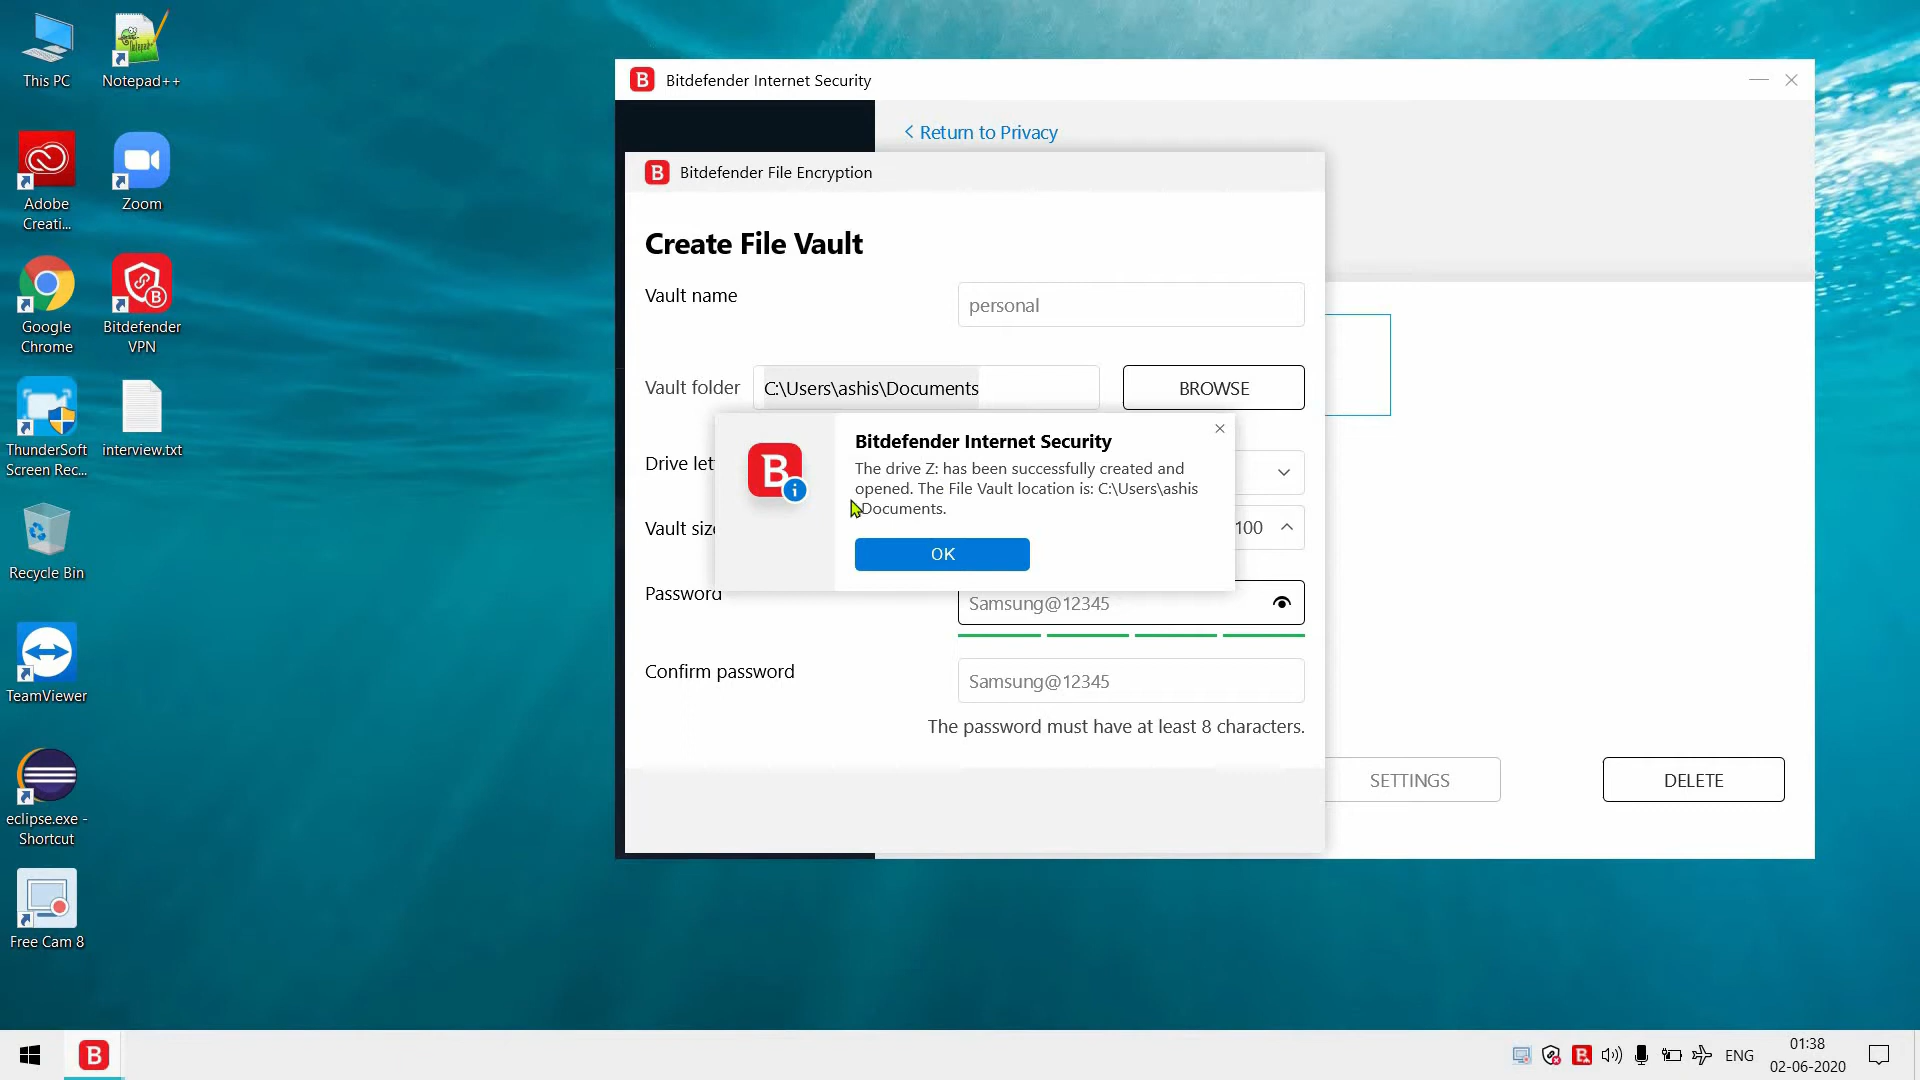 This PC
Notepad++
Adobe
Creati...
Zoom
Google
Chrome
Bitdefender
VPN
ThunderSoft
Screen Rec...
interview.txt
Recycle Bin
TeamViewer
eclipse.exe -
Shortcut
Free Cam 8
Bitdefender Internet Security
Return to Privacy
Bitdefender File Encryption
Create File Vault
Vault name
personal
Vault folder
C:\Users\ashis\Documents
BROWSE
Drive let
Vault size
100
Bitdefender Internet Security
The drive Z: has been successfully created and
opened. The File Vault location is: C:\Users\ashis
\Documents.
OK
Password
Samsung@12345
Confirm password
Samsung@12345
The password must have at least 8 characters.
SETTINGS
DELETE
ENG
01:38
02-06-2020